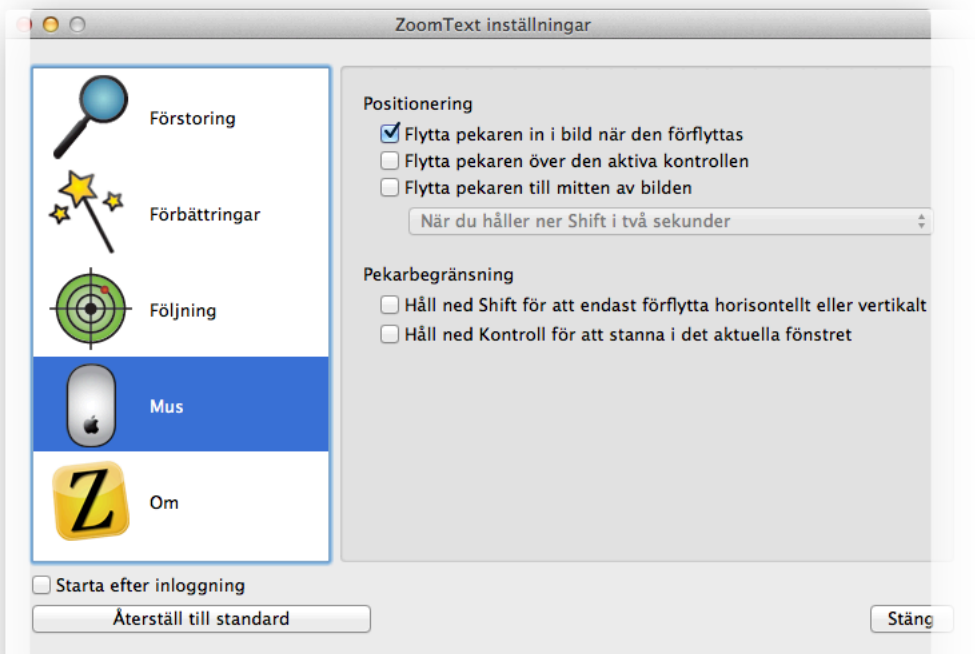 ZoomText inställningar
Förstoring
Förbättringar
Följning
Mus
Z
Om
Positionering
Flytta pekaren in i bild när den förflyttas
Flytta pekaren över den aktiva kontrollen
Flytta pekaren till mitten av bilden
När du håller ner Shift i två sekunder
Pekarbegränsning
Håll ned Shift för att endast förflytta horisontellt eller vertikalt
Håll ned Kontroll för att stanna i det aktuella fönstret
Starta efter inloggning
Återställ till standard
Stäng